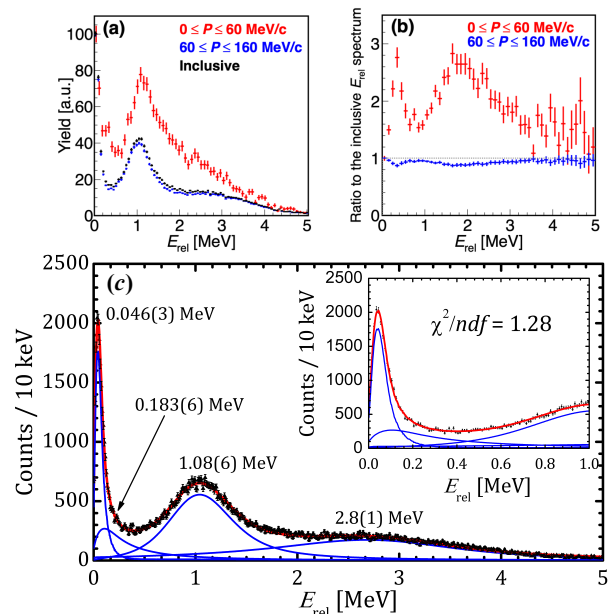 (a)
0 ≤ P ≤ 60 MeV/c
60 ≤ P ≤ 160 MeV/c
Inclusive
Yield [a.u.]
100
80
60
40
20
0
0 1 2 3 4 5
E_rel [MeV]
(b)
0 ≤ P ≤ 60 MeV/c
60 ≤ P ≤ 160 MeV/c
Ratio to the inclusive E_rel spectrum
3
2
1
0
0 1 2 3 4 5
E_rel [MeV]
(c)
0.046(3) MeV
0.183(6) MeV
1.08(6) MeV
2.8(1) MeV
Counts / 10 keV
2500
2000
1500
1000
500
0
0 1 2 3 4 5
E_rel [MeV]
χ²/ndf = 1.28
Counts / 10 keV
2500
2000
1500
1000
500
0
0.0 0.2 0.4 0.6 0.8 1.0
E_rel [MeV]